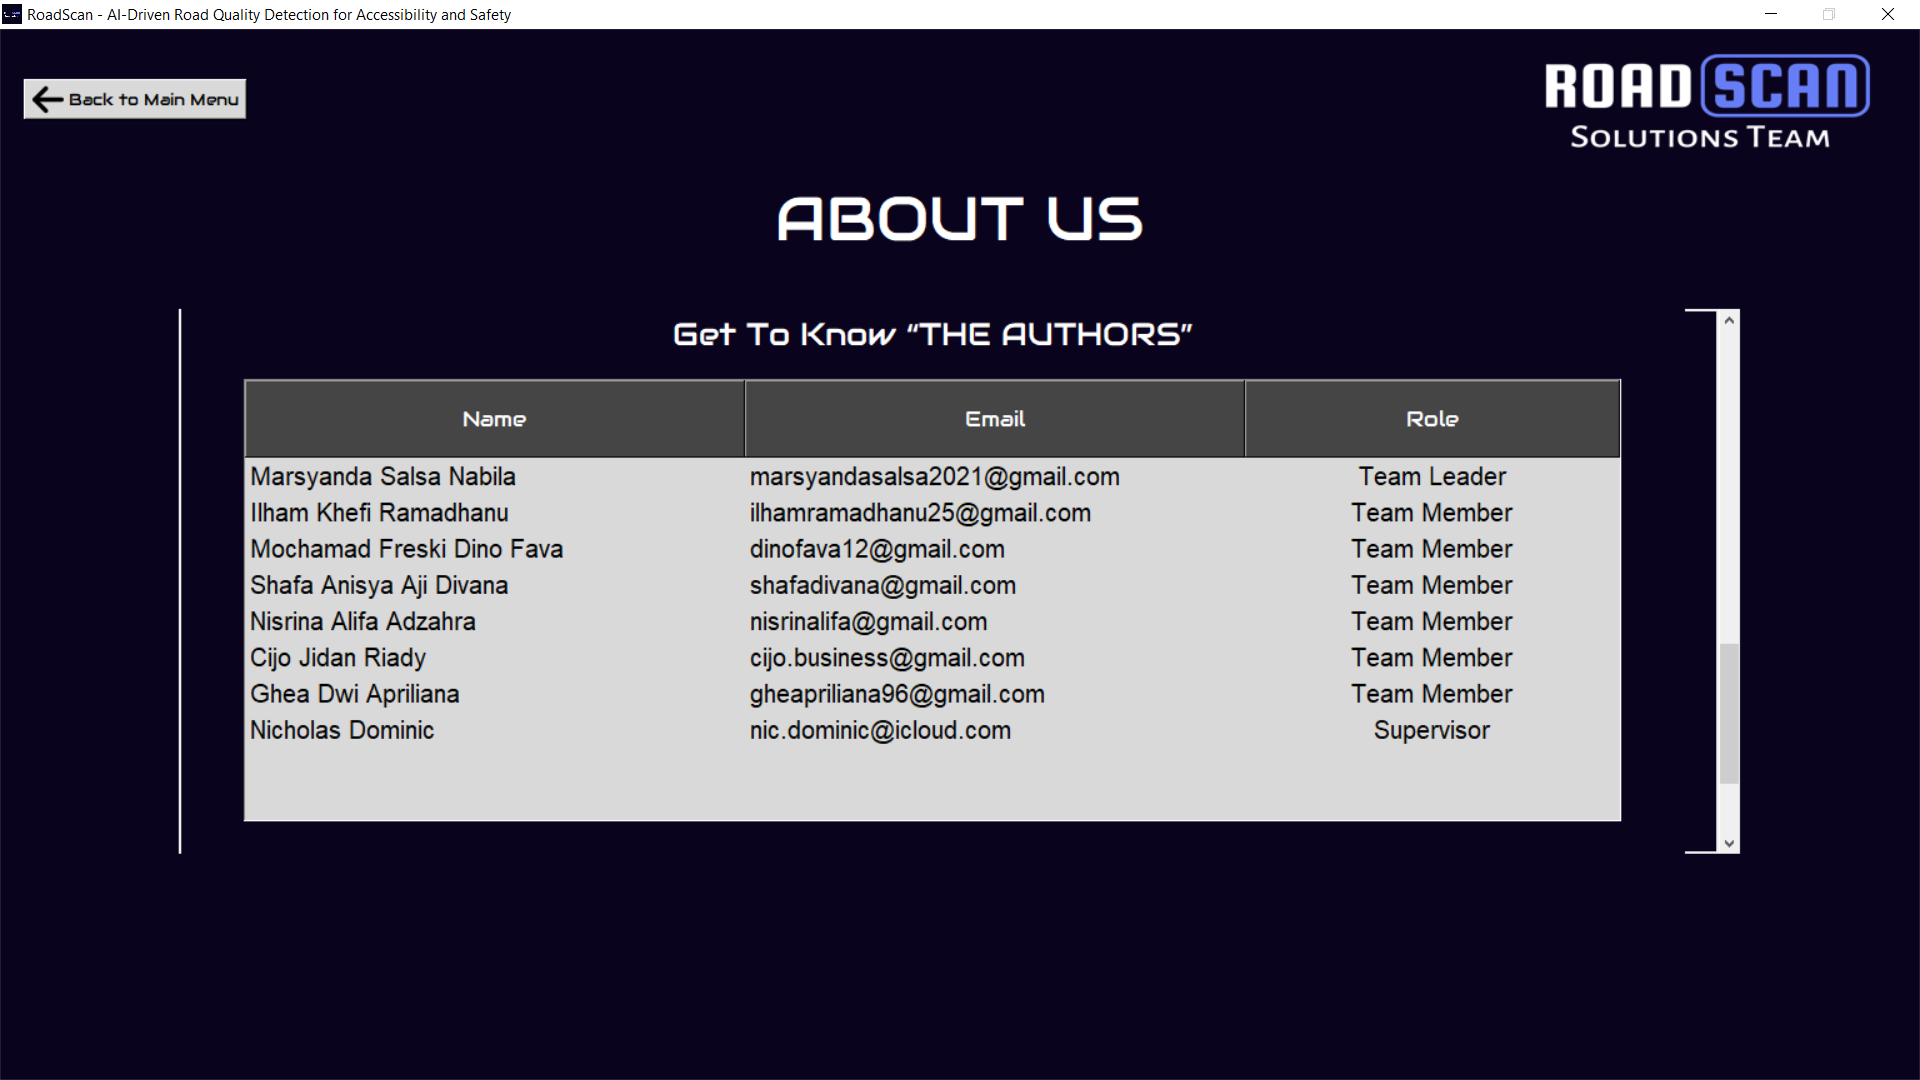 RoadScan - AI-Driven Road Quality Detection for Accessibility and Safety
Back to Main Menu
ROAD SCAN
SOLUTIONS TEAM
ABOUT US
Get To Know “THE AUTHORS”
Name Email Role
Marsyanda Salsa Nabila marsyandasalsa2021@gmail.com Team Leader
Ilham Khefi Ramadhanu ilhamramadhanu25@gmail.com Team Member
Mochamad Freski Dino Fava dinofava12@gmail.com Team Member
Shafa Anisya Aji Divana shafadivana@gmail.com Team Member
Nisrina Alifa Adzahra nisrinalifa@gmail.com Team Member
Cijo Jidan Riady cijo.business@gmail.com Team Member
Ghea Dwi Apriliana gheapriliana96@gmail.com Team Member
Nicholas Dominic nic.dominic@icloud.com Supervisor